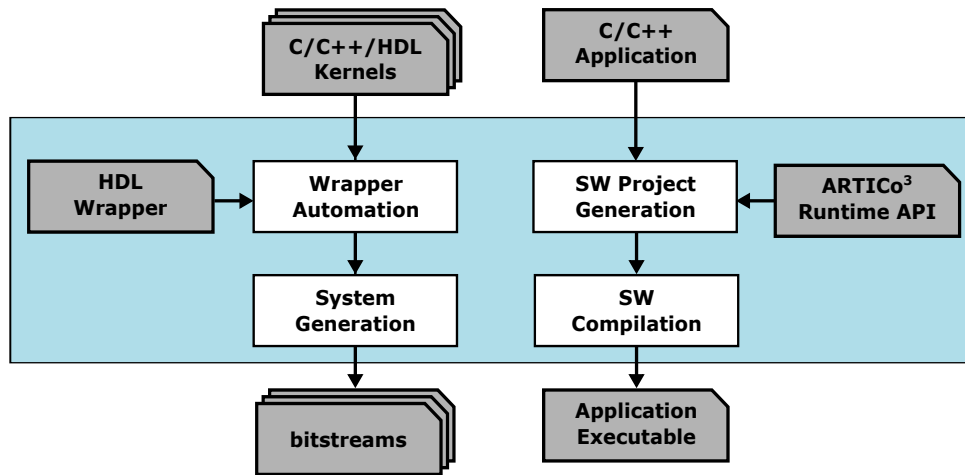 C/C++/HDL
Kernels
C/C++
Application
HDL
Wrapper
Wrapper
Automation
SW Project
Generation
ARTICo³
Runtime API
System
Generation
SW
Compilation
bitstreams
Application
Executable